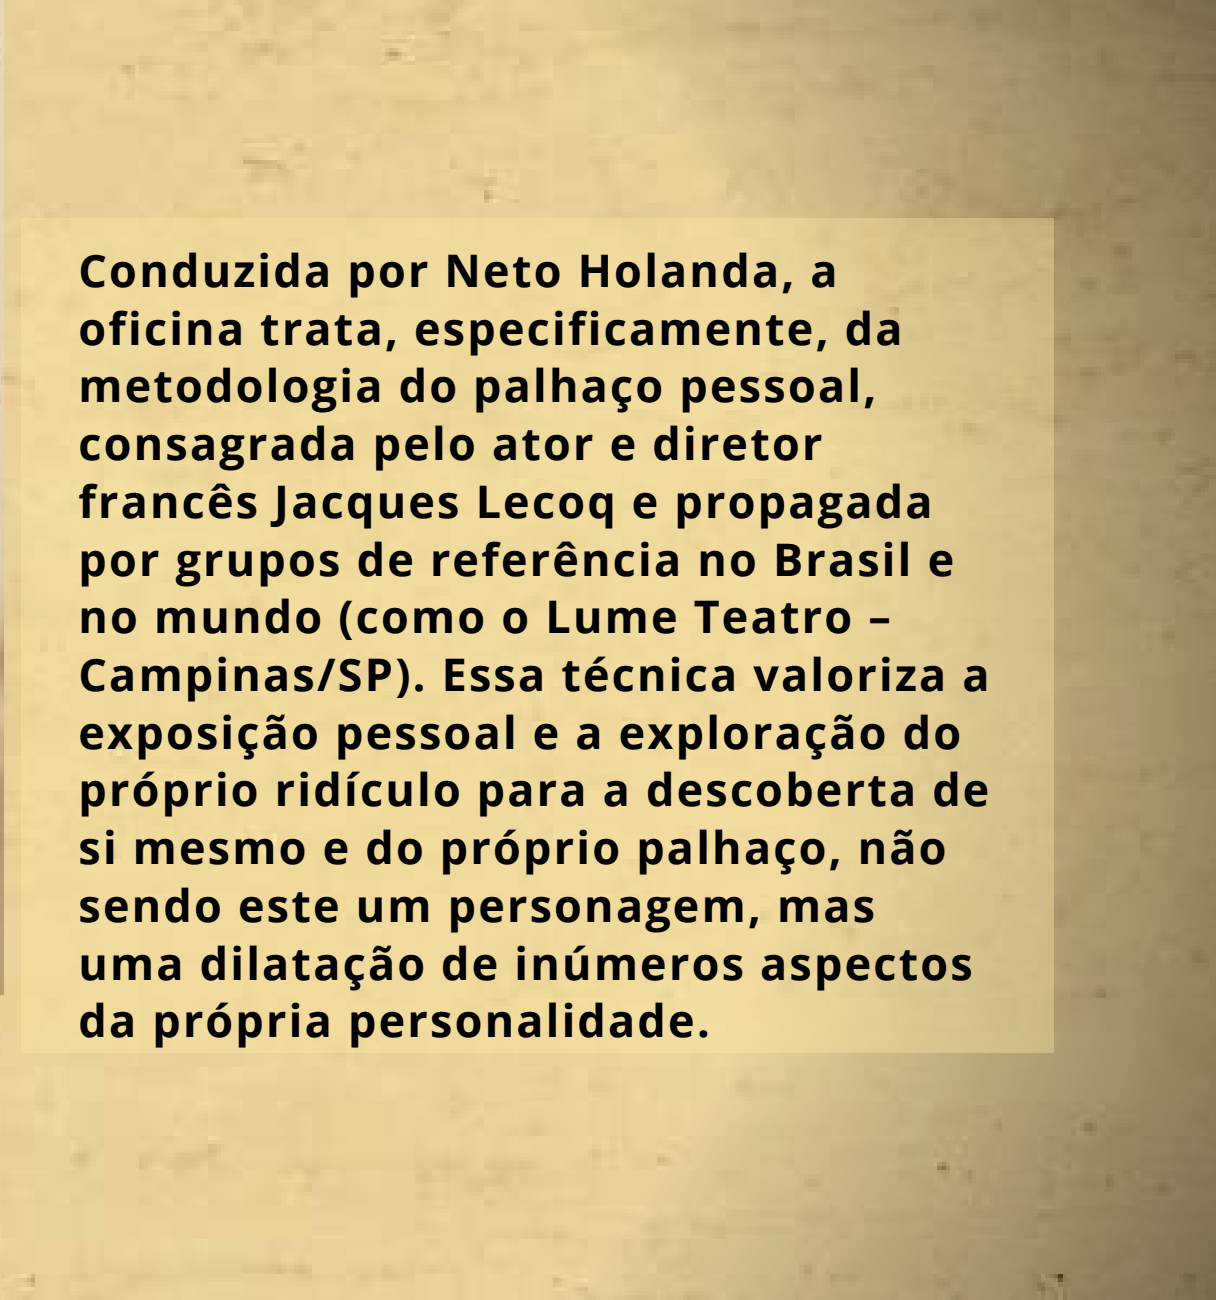 Conduzida por Neto Holanda, a
oficina trata, especificamente, da
metodologia do palhaço pessoal,
consagrada pelo ator e diretor
francês Jacques Lecoq e propagada
por grupos de referência no Brasil e
no mundo (como o Lume Teatro –
Campinas/SP). Essa técnica valoriza a
exposição pessoal e a exploração do
próprio ridículo para a descoberta de
si mesmo e do próprio palhaço, não
sendo este um personagem, mas
uma dilatação de inúmeros aspectos
da própria personalidade.